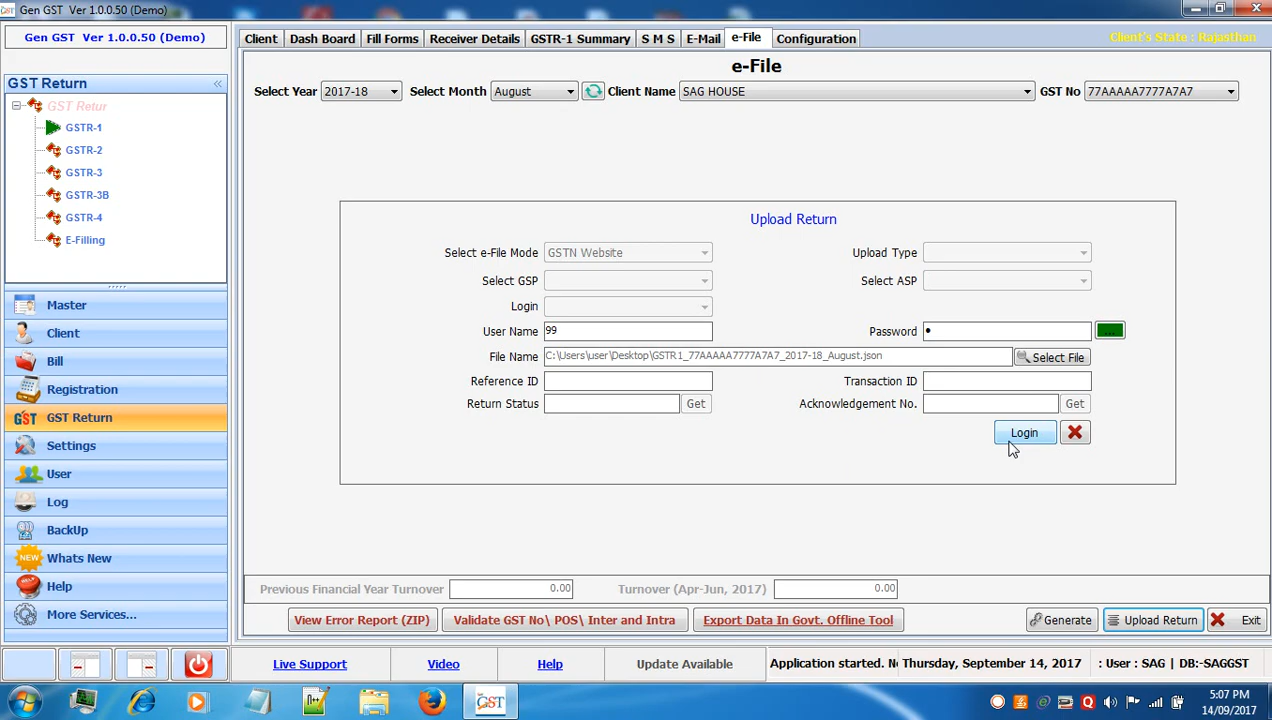 Gen GST Ver 1.0.0.50 (Demo)
Gen GST Ver 1.0.0.50 (Demo)
Client Dash Board Fill Forms Receiver Details GSTR-1 Summary S M S E-Mail e-File Configuration Client's State : Rajasthan
e-File
GST Return
Select Year 2017-18 Select Month August Client Name SAG HOUSE GST No 77AAAAA7777A7A7
GST Retur
GSTR-1
GSTR-2
GSTR-3
GSTR-3B
GSTR-4
E-Filling
Upload Return
Select e-File Mode GSTN Website Upload Type
Select GSP Select ASP
Login
User Name 99 Password ...
File Name C:\Users\user\Desktop\GSTR1_77AAAAA7777A7A7_2017-18_August.json Select File
Reference ID Transaction ID
Return Status Get Acknowledgement No. Get
Login
Master
Client
Bill
Registration
GST GST Return
Settings
User
Log
BackUp
NEW Whats New
HELP Help
More Services...
Previous Financial Year Turnover 0.00 Turnover (Apr-Jun, 2017) 0.00
View Error Report (ZIP) Validate GST No\ POS\ Inter and Intra Export Data In Govt. Offline Tool Generate Upload Return Exit
Live Support Video Help Update Available Application started. N Thursday, September 14, 2017 : User : SAG | DB:-SAGGST
GST
5:07 PM
14/09/2017